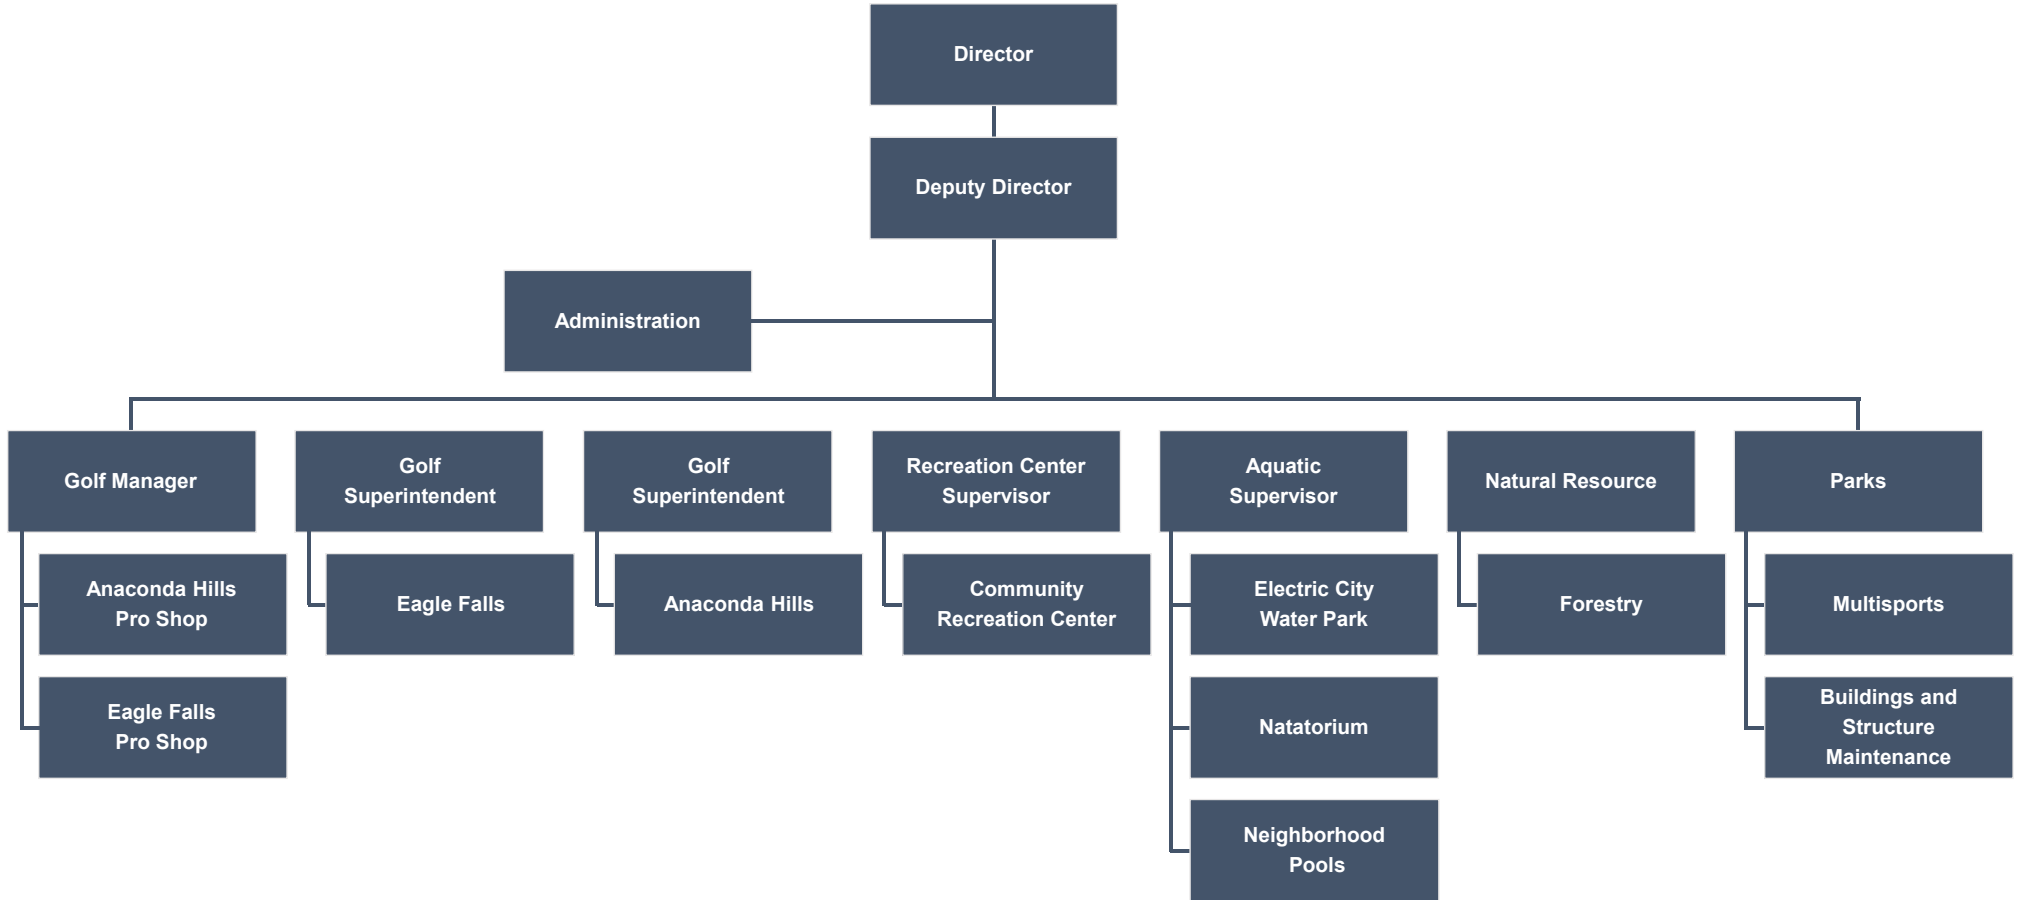 Director
Deputy Director
Administration
Golf Manager
Golf
Superintendent
Golf
Superintendent
Recreation Center
Supervisor
Aquatic
Supervisor
Natural Resource
Parks
Anaconda Hills
Pro Shop
Eagle Falls
Anaconda Hills
Community
Recreation Center
Electric City
Water Park
Forestry
Multisports
Eagle Falls
Pro Shop
Natatorium
Buildings and
Structure
Maintenance
Neighborhood
Pools